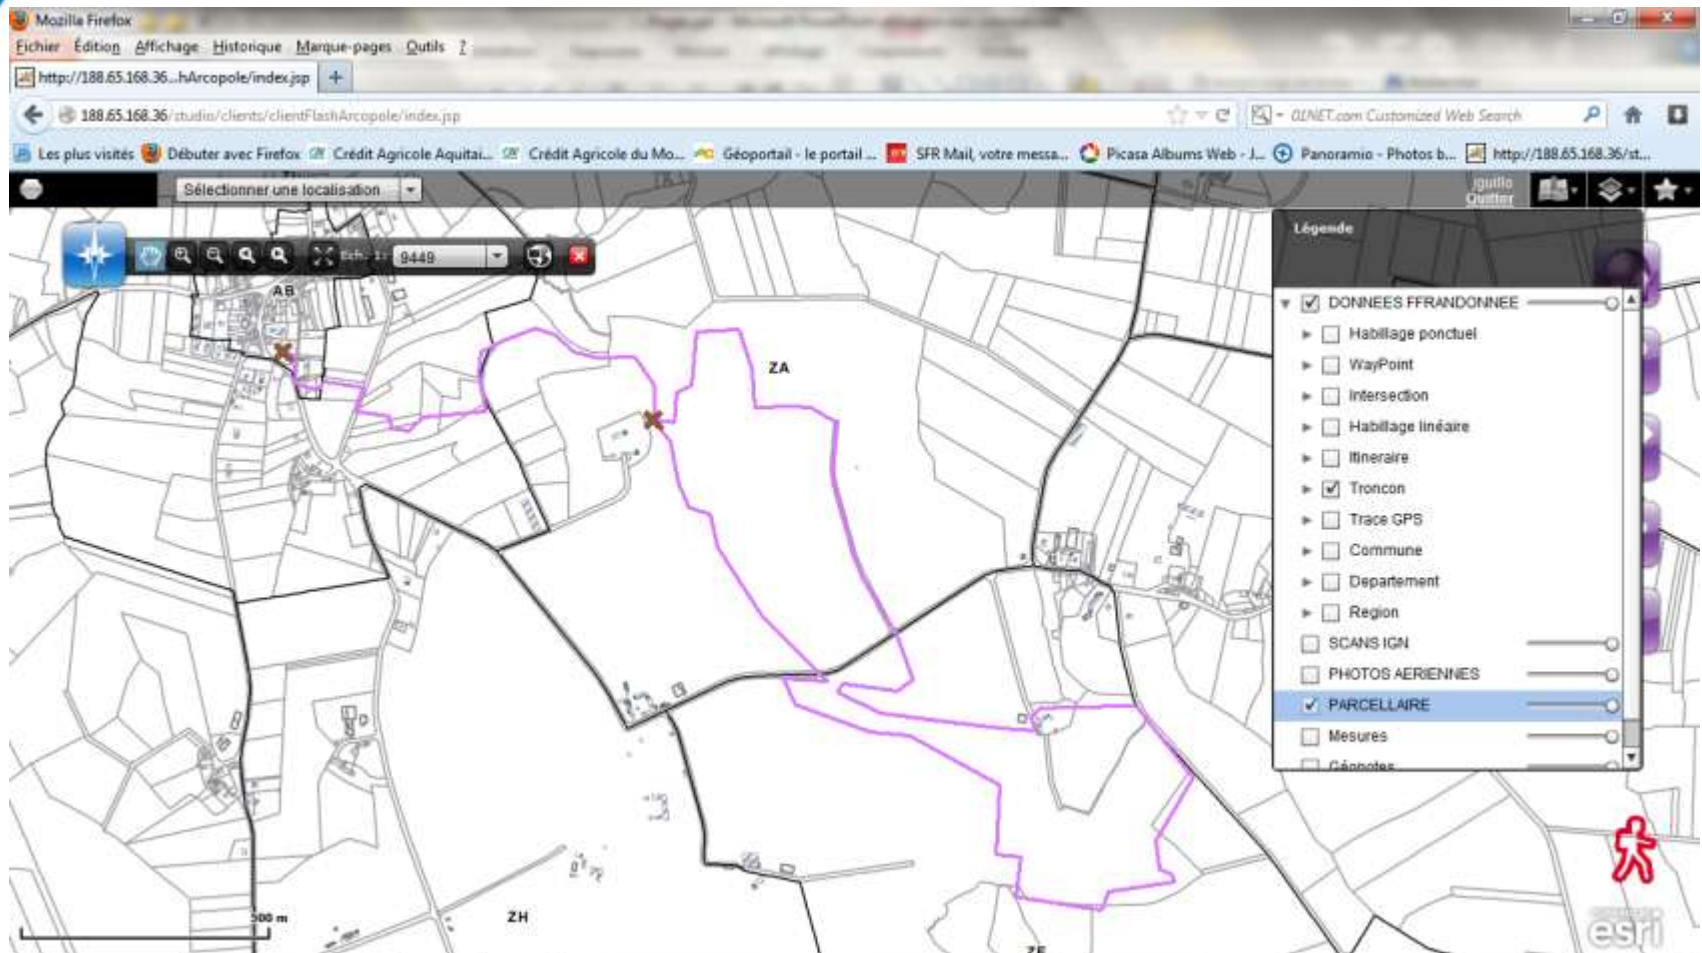 Mozilla Firefox
Fichier Édition Affichage Historique Marque-pages Outils ?
http://188.65.168.36...hArcopole/index.jsp +
188.65.168.36/studio/clients/clientFlashArcopole/index.jsp
01NET.com Customized Web Search
Les plus visités Débuter avec Firefox Crédit Agricole Aquitai... Crédit Agricole du Mo... Géoportail - le portail ... SFR Mail, votre messa... Picasa Albums Web - J... Panoramio - Photos b... http://188.65.168.36/st...
Sélectionner une localisation
jguillo
Quitter
Légende
Ech. 1: 9449
AB
DONNEES FFRANDONNEE
Habillage ponctuel
ZA
WayPoint
Intersection
Habillage linéaire
Itineraire
Troncon
Trace GPS
Commune
Departement
Region
SCANS IGN
PHOTOS AERIENNES
PARCELLAIRE
Mesures
Géonotes
500 m
ZH
esri